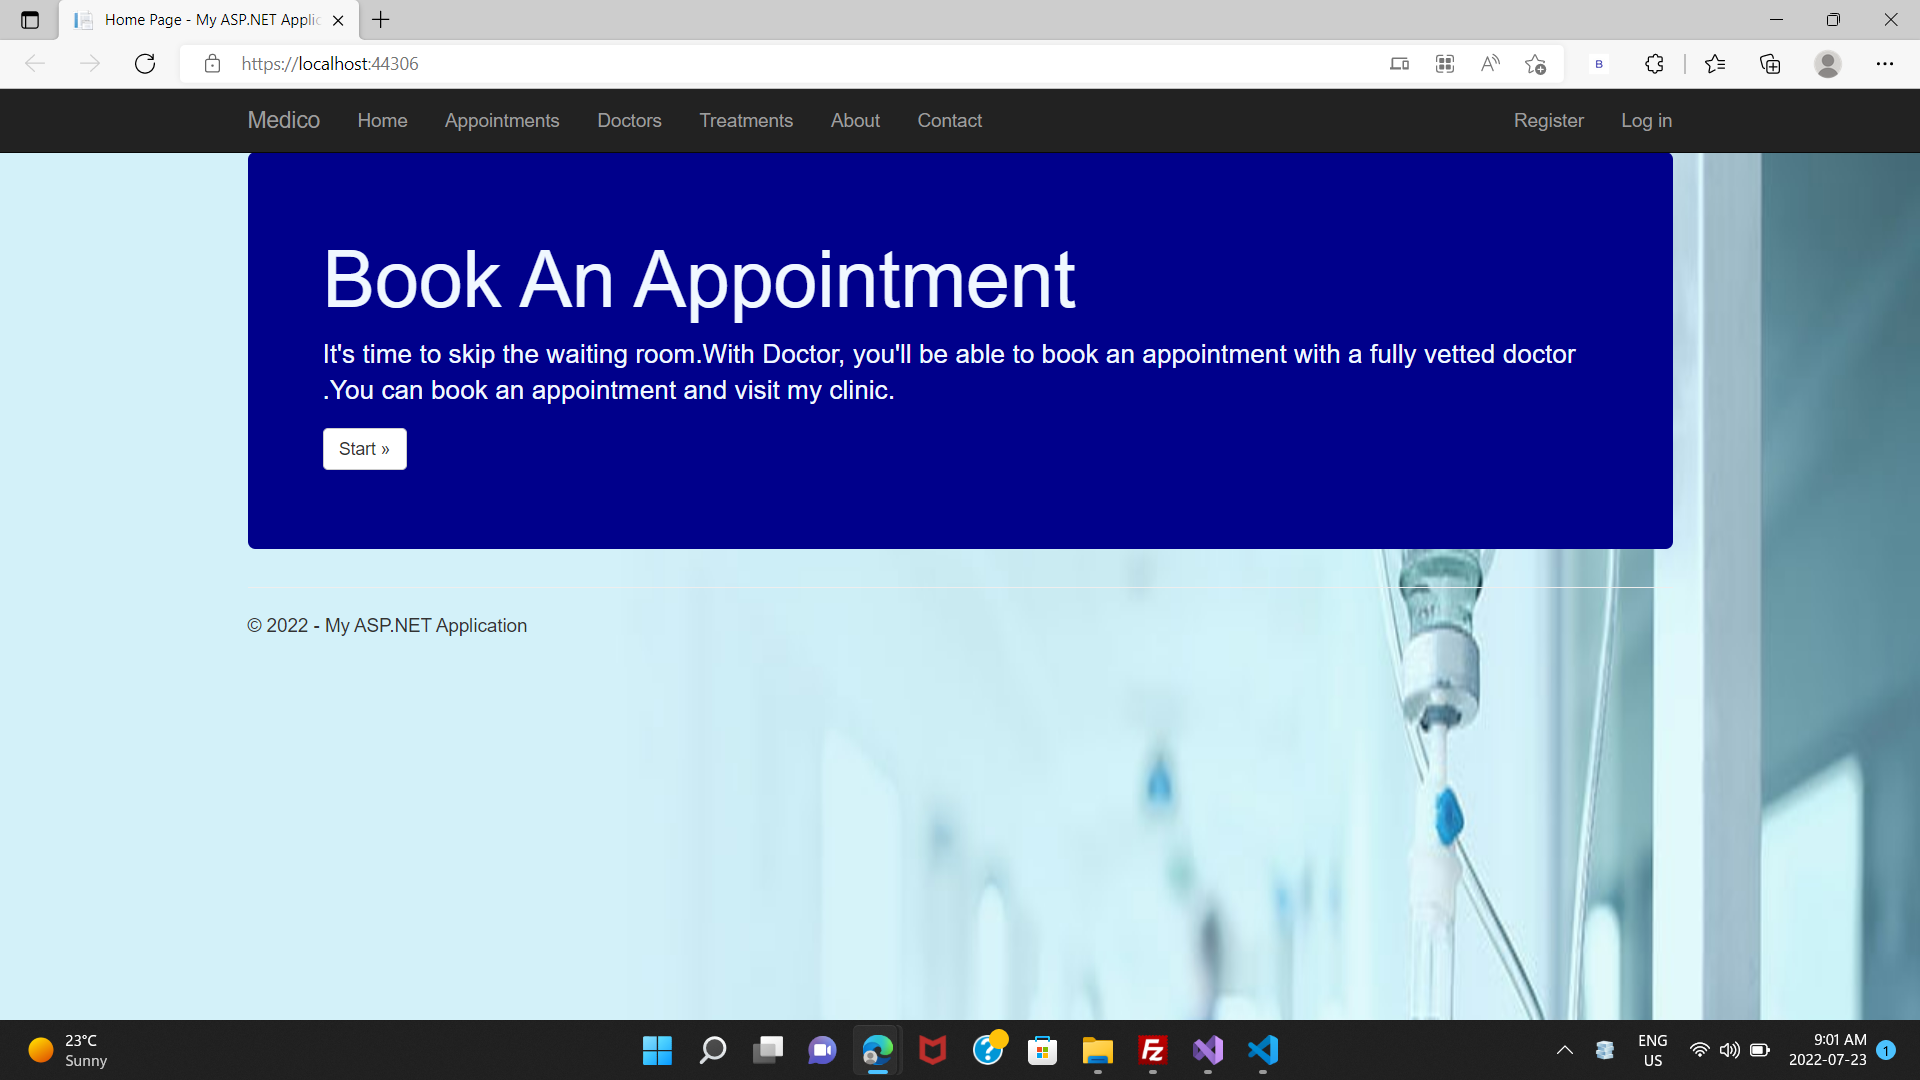 Home Page - My ASP.NET Applic
https://localhost:44306
B
Medico Home Appointments Doctors Treatments About Contact Register Log in
Book An Appointment
It's time to skip the waiting room.With Doctor, you'll be able to book an appointment with a fully vetted doctor
.You can book an appointment and visit my clinic.
Start »
© 2022 - My ASP.NET Application
23°C
Sunny
Fz
ENG
US
9:01 AM
2022-07-23
1